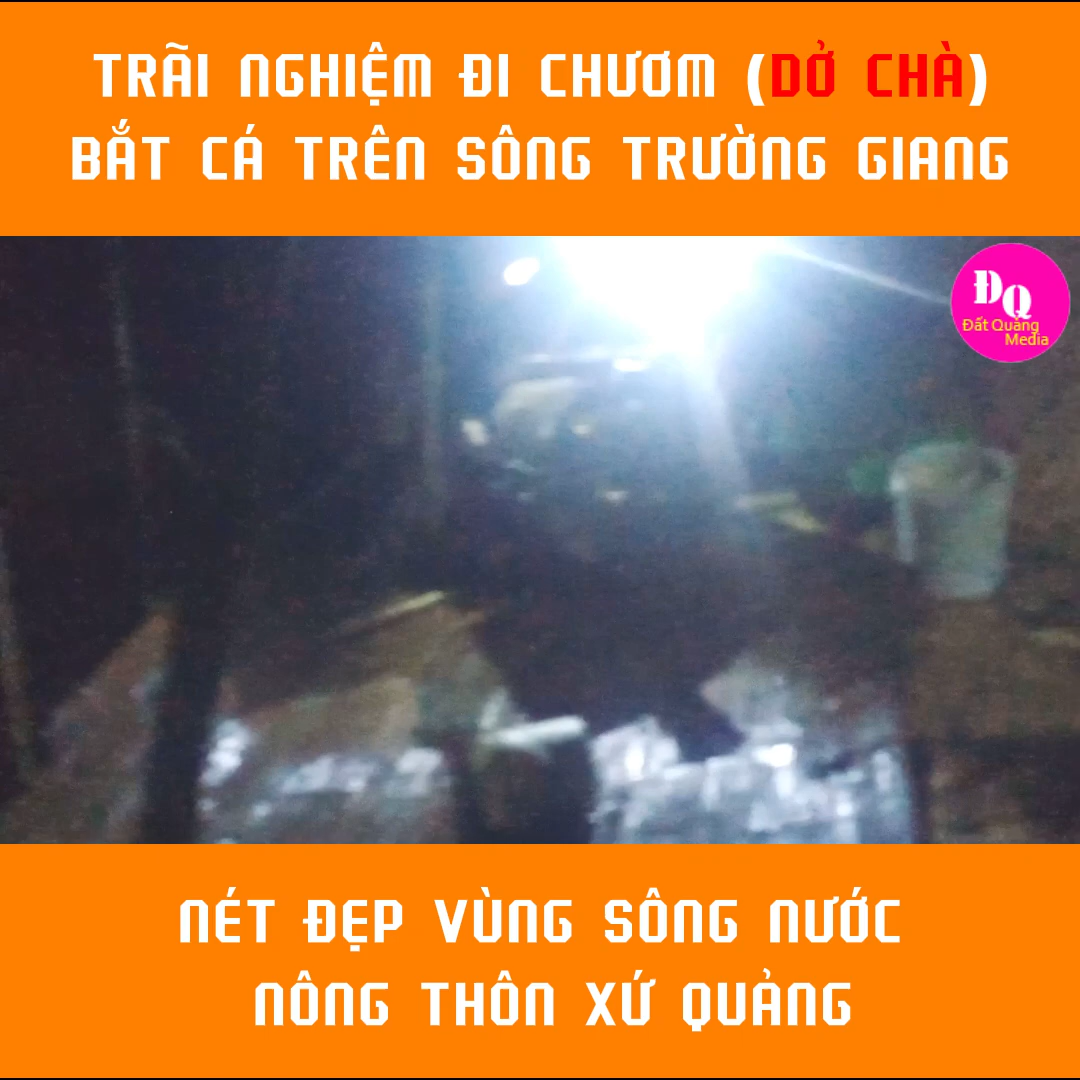 TRÃI NGHIỆM ĐI CHƯƠM (DỞ CHÀ)
BẮT CÁ TRÊN SÔNG TRƯỜNG GIANG
ĐQ
Đất Quảng
Media
NÉT ĐẸP VÙNG SÔNG NƯỚC
NÔNG THÔN XỨ QUẢNG